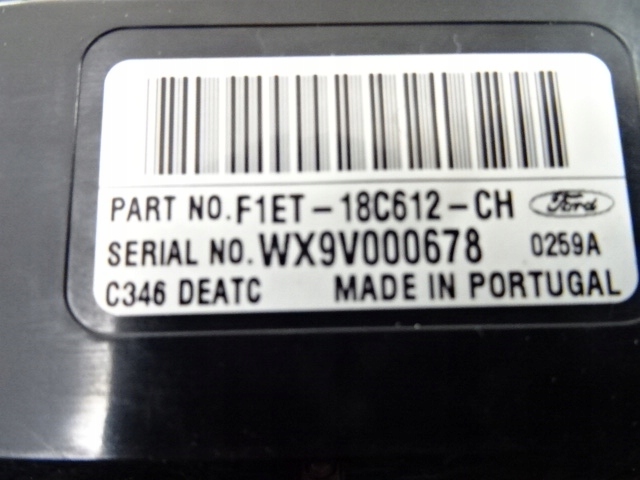 PART NO. F1ET-18C612-CH Ford
SERIAL NO. WX9V000678 0259A
C346 DEATC MADE IN PORTUGAL